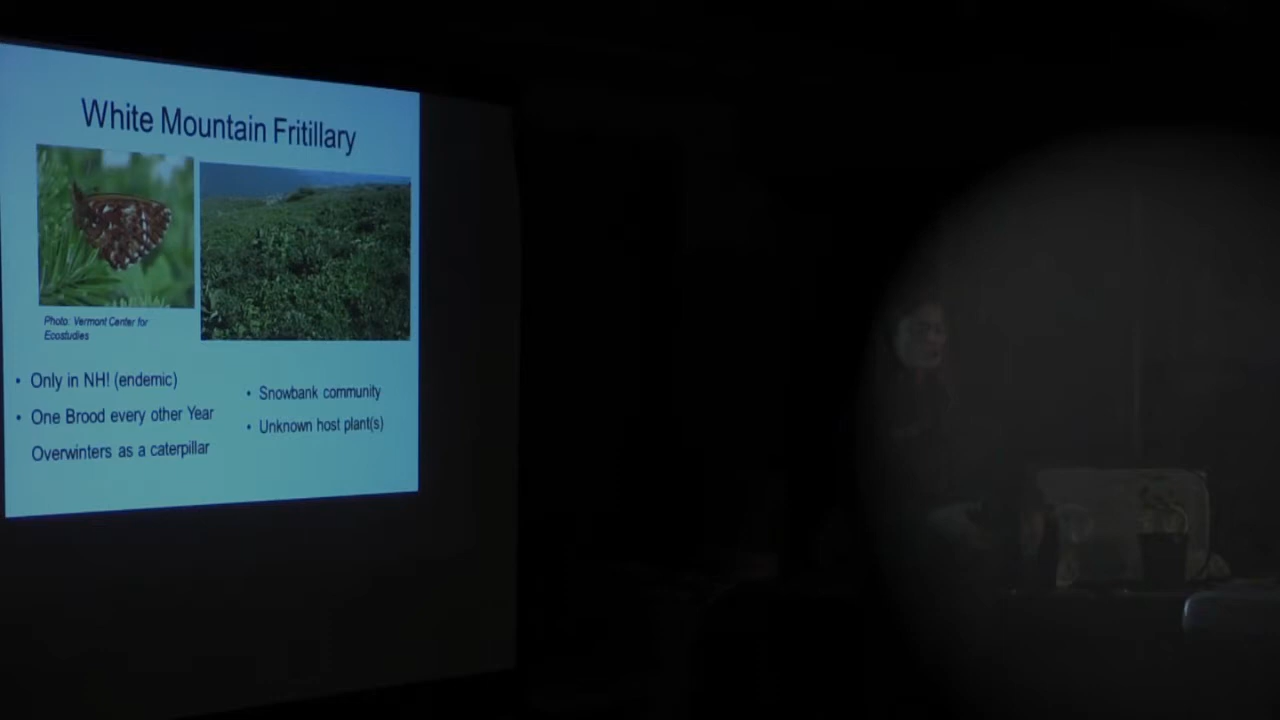 White Mountain Fritillary
Photo: Vermont Center for
Ecostudies
• Only in NH! (endemic)
• One Brood every other Year
Overwinters as a caterpillar
• Snowbank community
• Unknown host plant(s)